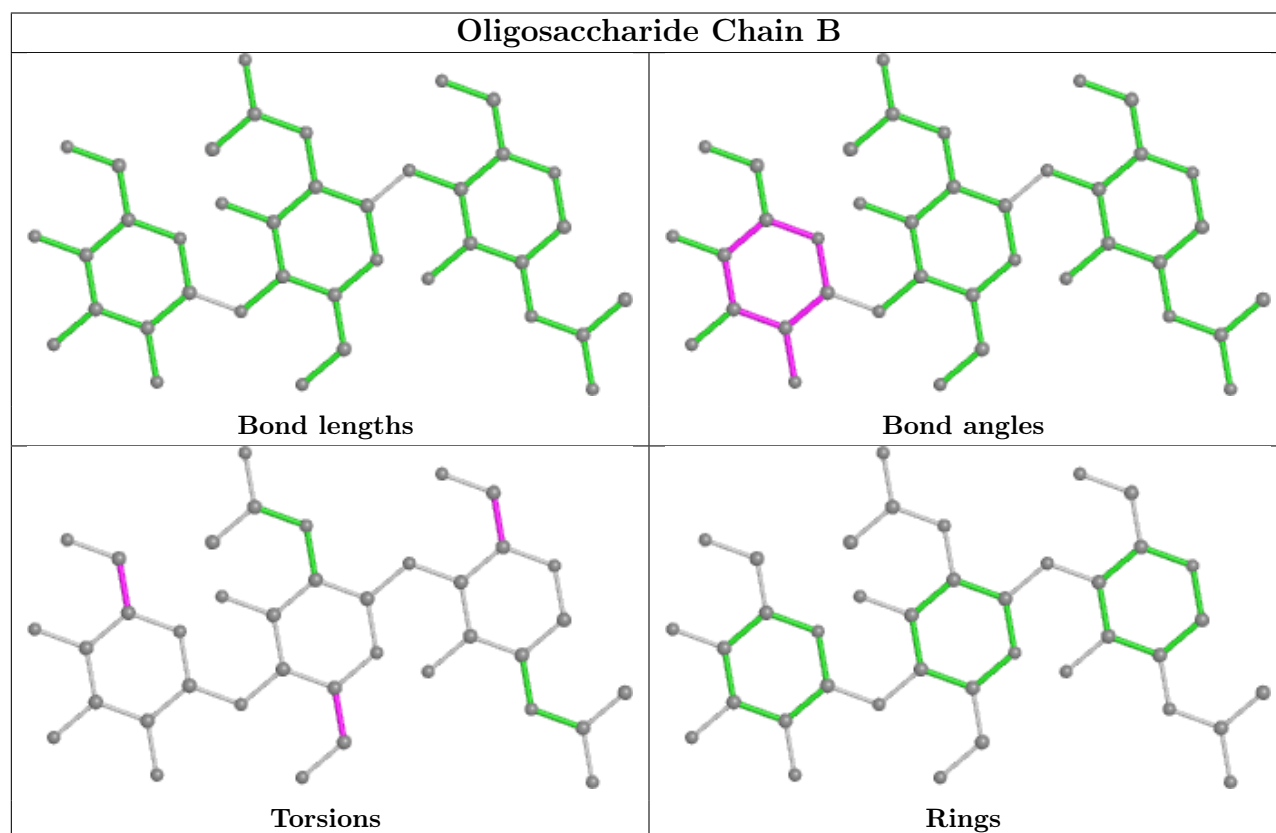 Oligosaccharide Chain B
Bond lengths
Bond angles
Torsions
Rings